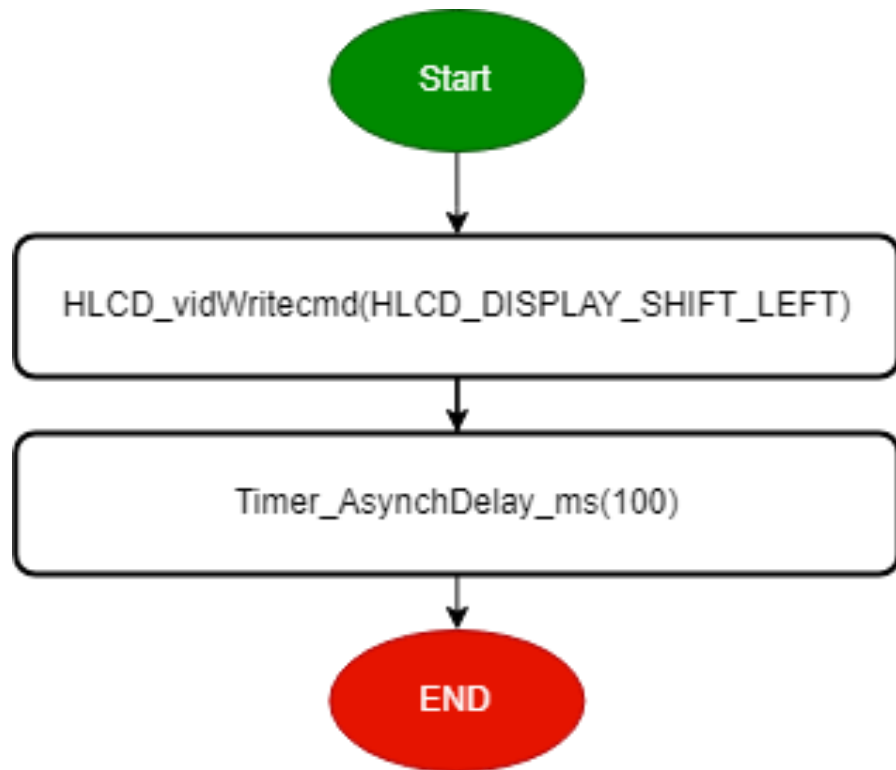 Start
HLCD_vidWritecmd(HLCD_DISPLAY_SHIFT_LEFT)
Timer_AsynchDelay_ms(100)
END